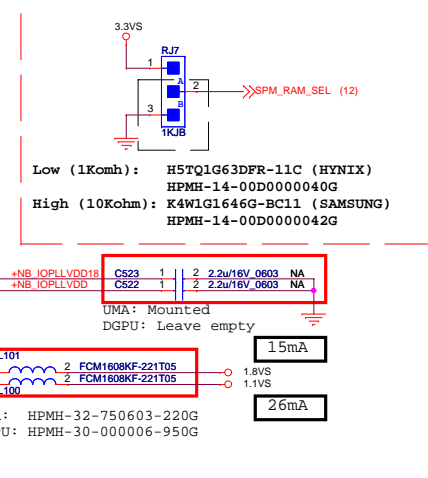 3.3VS
RJ7
1
A
2
SPM_RAM_SEL (12)
3
B
1KJB
Low (1Komh): H5TQ1G63DFR-11C (HYNIX)
HPMH-14-00D0000040G
High (10Kohm): K4W1G1646G-BC11 (SAMSUNG)
HPMH-14-00D0000042G
+NB_IOPLLVDD18 C523 1 2 2.2u/16V_0603 NA
+NB_IOPLLVDD C522 1 2 2.2u/16V_0603 NA
UMA: Mounted
DGPU: Leave empty
15mA
_101
2 FCM1608KF-221T05 1.8VS
2 FCM1608KF-221T05 1.1VS
_100
26mA
: HPMH-32-750603-220G
U: HPMH-30-000006-950G